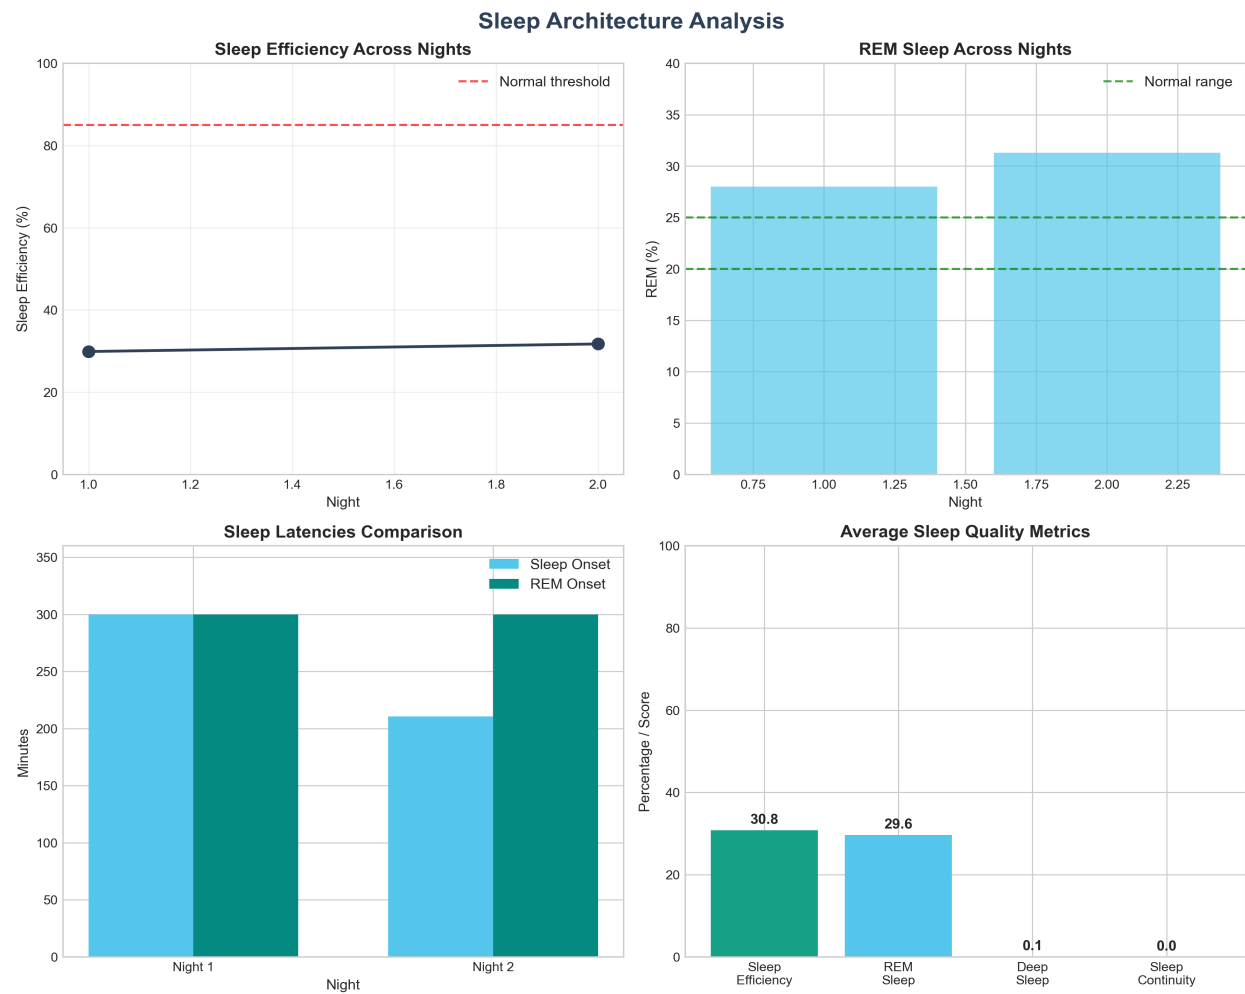 Sleep Architecture Analysis
Sleep Efficiency Across Nights
100
80
60
40
20
0
Sleep Efficiency (%)
Normal threshold
1.0 1.2 1.4 1.6 1.8 2.0
Night
REM Sleep Across Nights
40
35
30
25
20
15
10
5
0
REM (%)
Normal range
0.75 1.00 1.25 1.50 1.75 2.00 2.25
Night
Sleep Latencies Comparison
350
300
250
200
150
100
50
0
Minutes
Sleep Onset
REM Onset
Night 1 Night 2
Night
Average Sleep Quality Metrics
100
80
60
40
20
0
Percentage / Score
30.8
29.6
0.1
0.0
Sleep
Efficiency
REM
Sleep
Deep
Sleep
Sleep
Continuity